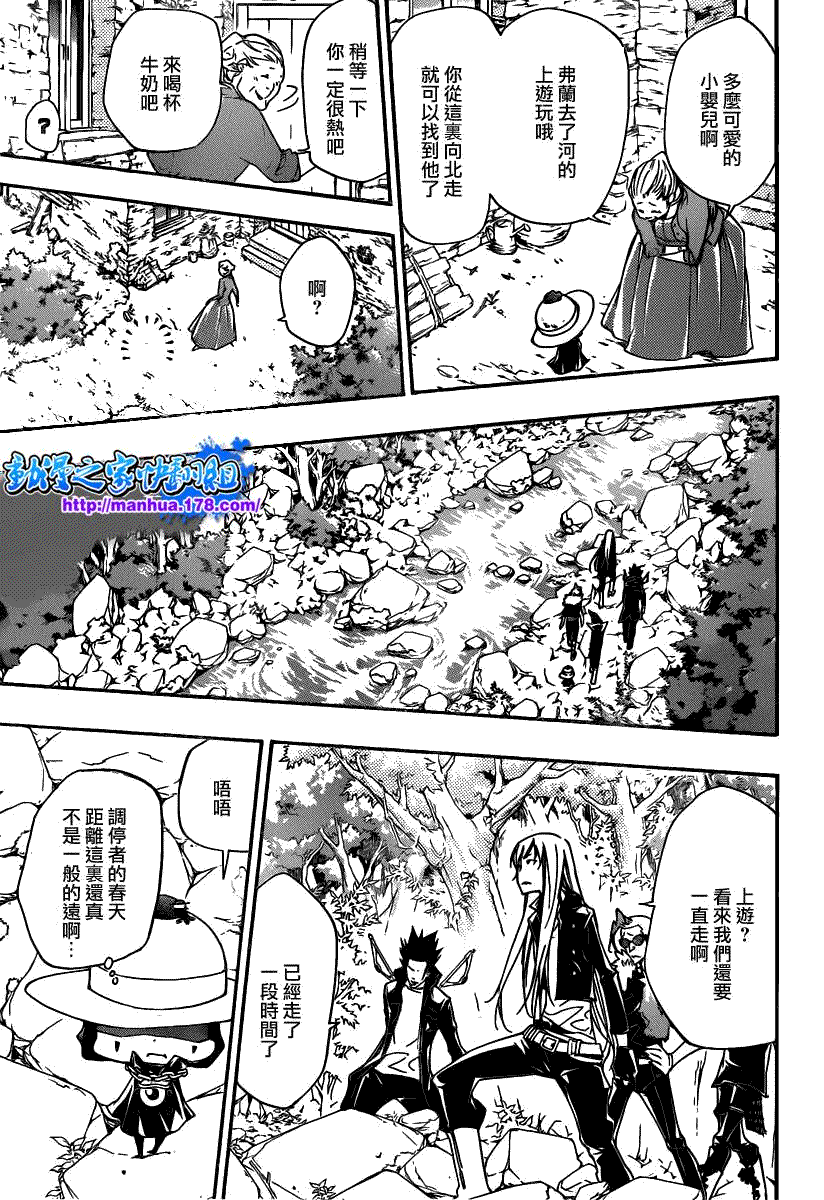 多麼可愛的
小嬰兒啊
弗蘭去了河的
上遊玩哦
你從這裏向北走
就可以找到他了
稍等一下
你一定很熱吧
來喝杯
牛奶吧
?
啊?
動漫之家汉化组
http://manhua.178.com/
上遊?
看來我們還要
一直走啊
已經走了
一段時間了
唔唔
調停者的春天
距離這裏還真
不是一般的遠啊…